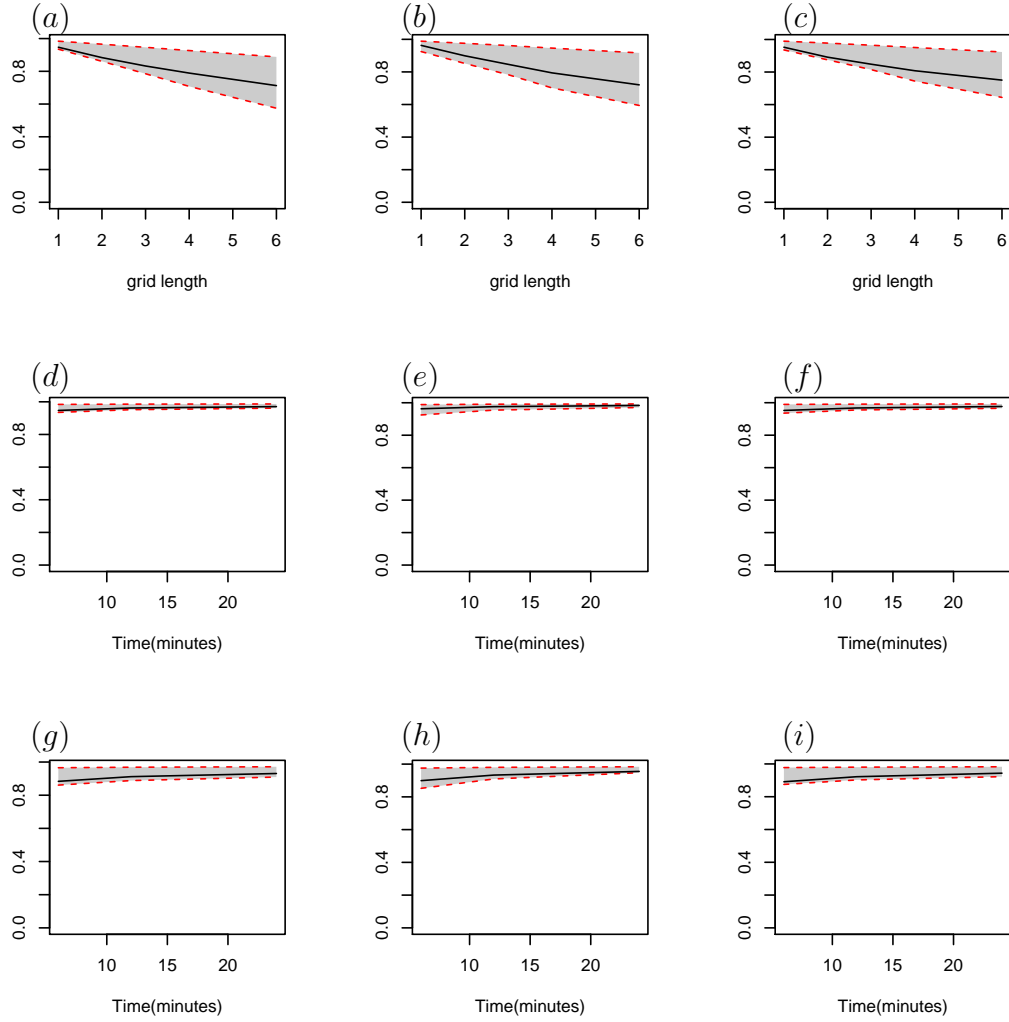 (a) (b) (c)
0.8 0.8 0.8
0.4 0.4 0.4
0.0 0.0 0.0
1 2 3 4 5 6 1 2 3 4 5 6 1 2 3 4 5 6
grid length grid length grid length
(d) (e) (f)
0.8 0.8 0.8
0.4 0.4 0.4
0.0 0.0 0.0
10 15 20 10 15 20 10 15 20
Time(minutes) Time(minutes) Time(minutes)
(g) (h) (i)
0.8 0.8 0.8
0.4 0.4 0.4
0.0 0.0 0.0
10 15 20 10 15 20 10 15 20
Time(minutes) Time(minutes) Time(minutes)